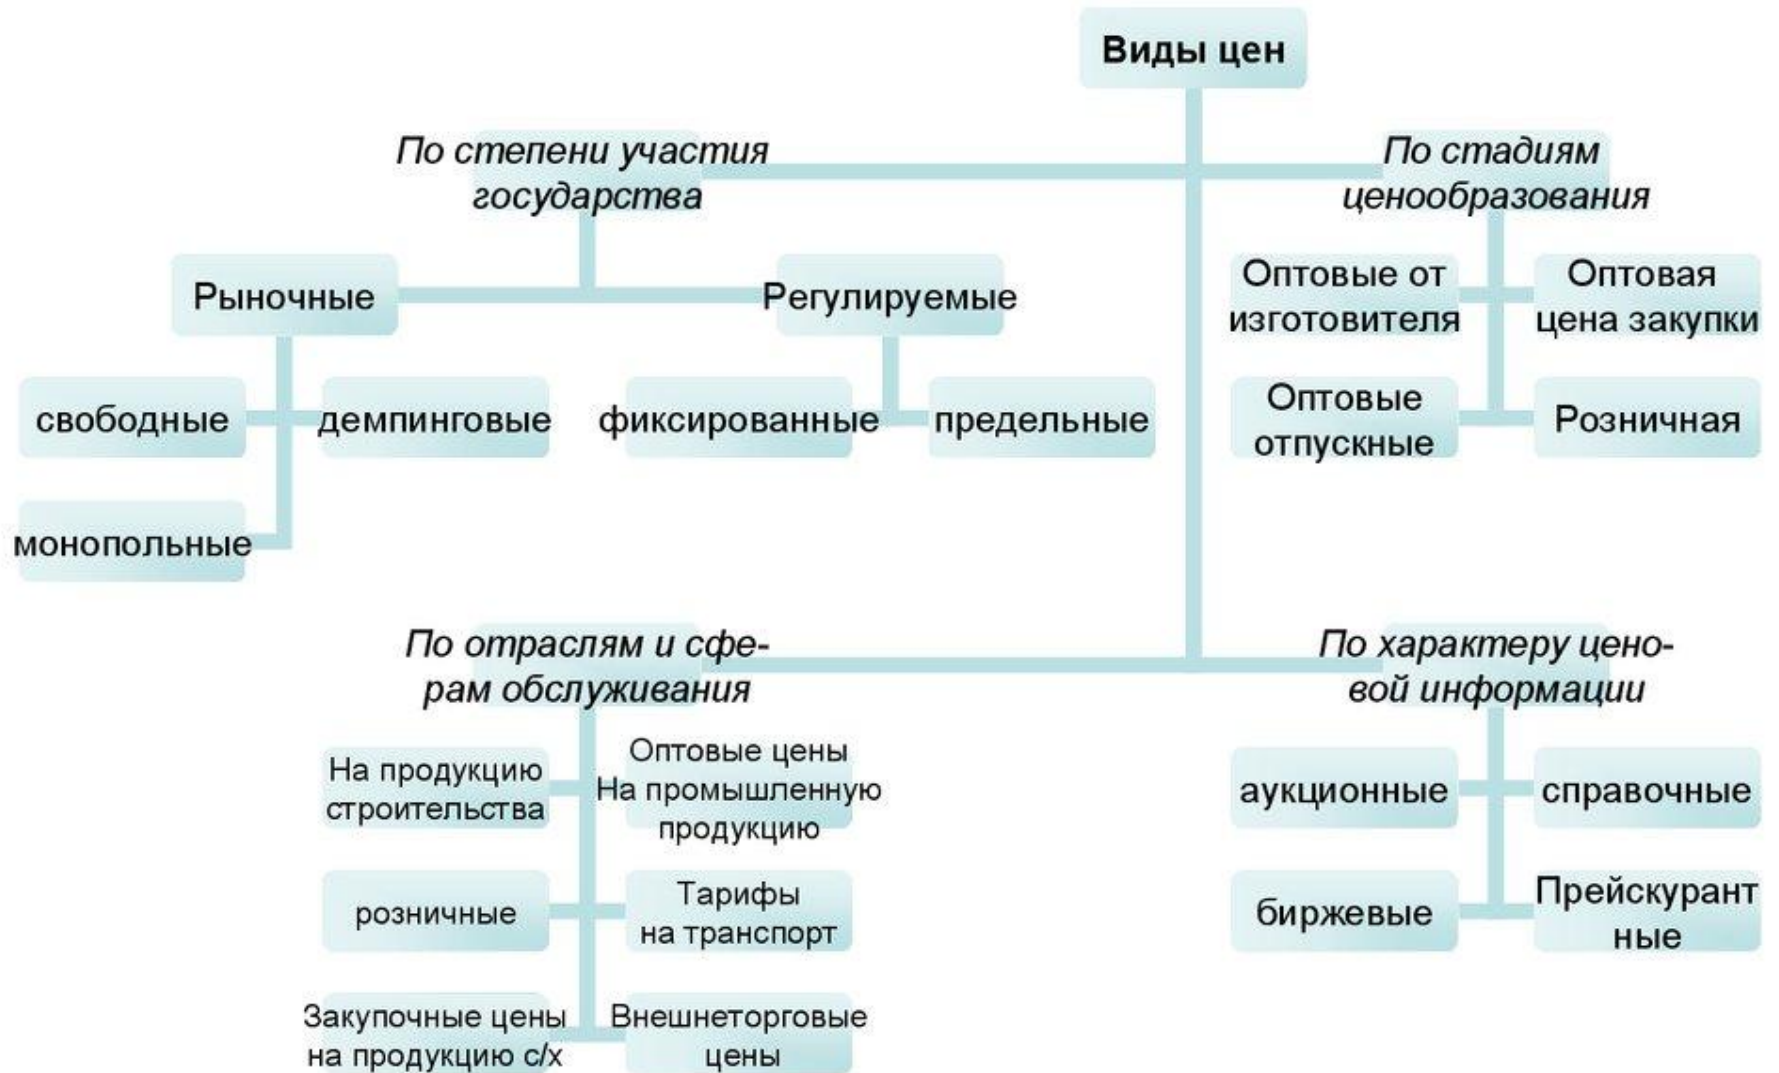 Виды цен
По степени участия
государства
По стадиям
ценообразования
Рыночные
Регулируемые
Оптовые от
изготовителя
Оптовая
цена закупки
свободные
демпинговые
фиксированные
предельные
Оптовые
отпускные
Розничная
монопольные
По отраслям и сфе-
рам обслуживания
По характеру цено-
вой информации
На продукцию
строительства
Оптовые цены
На промышленную
продукцию
аукционные
справочные
розничные
Тарифы
на транспорт
биржевые
Прейскурант
ные
Закупочные цены
на продукцию с/х
Внешнеторговые
цены